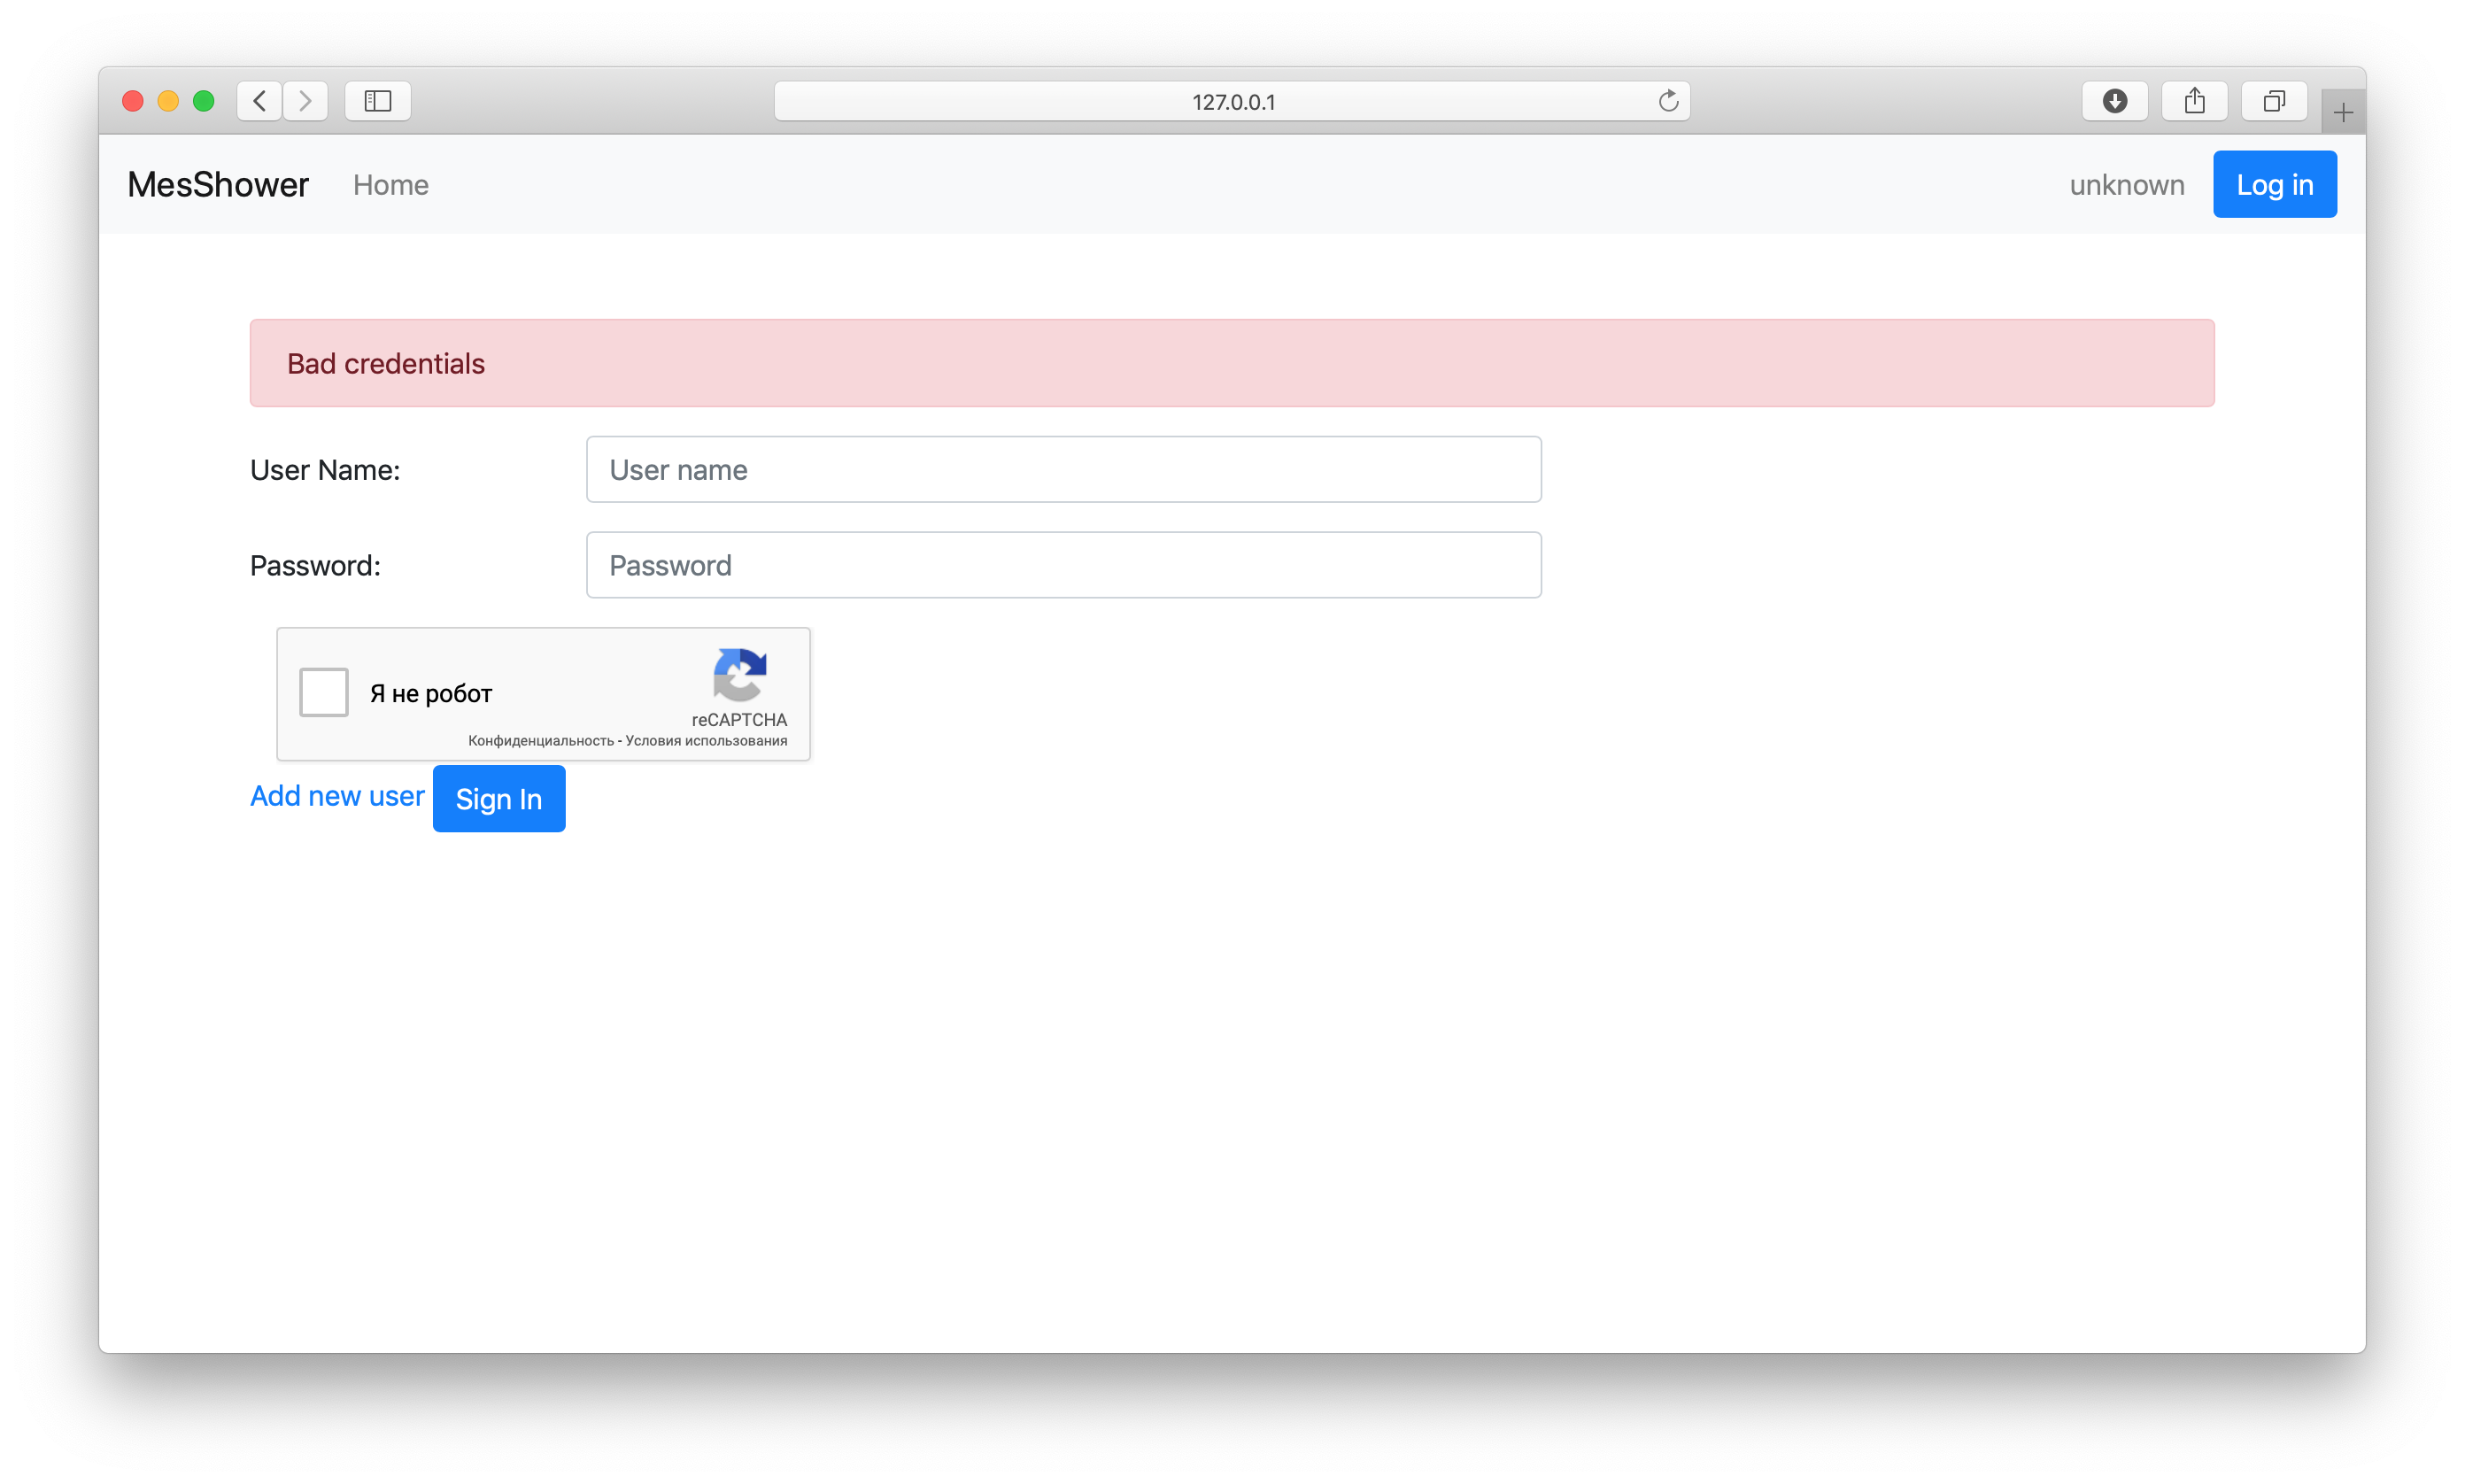 127.0.0.1
MesShower Home unknown Log in
Bad credentials
User Name: User name
Password: Password
Я не робот
reCAPTCHA
Конфиденциальность - Условия использования
Add new user Sign In